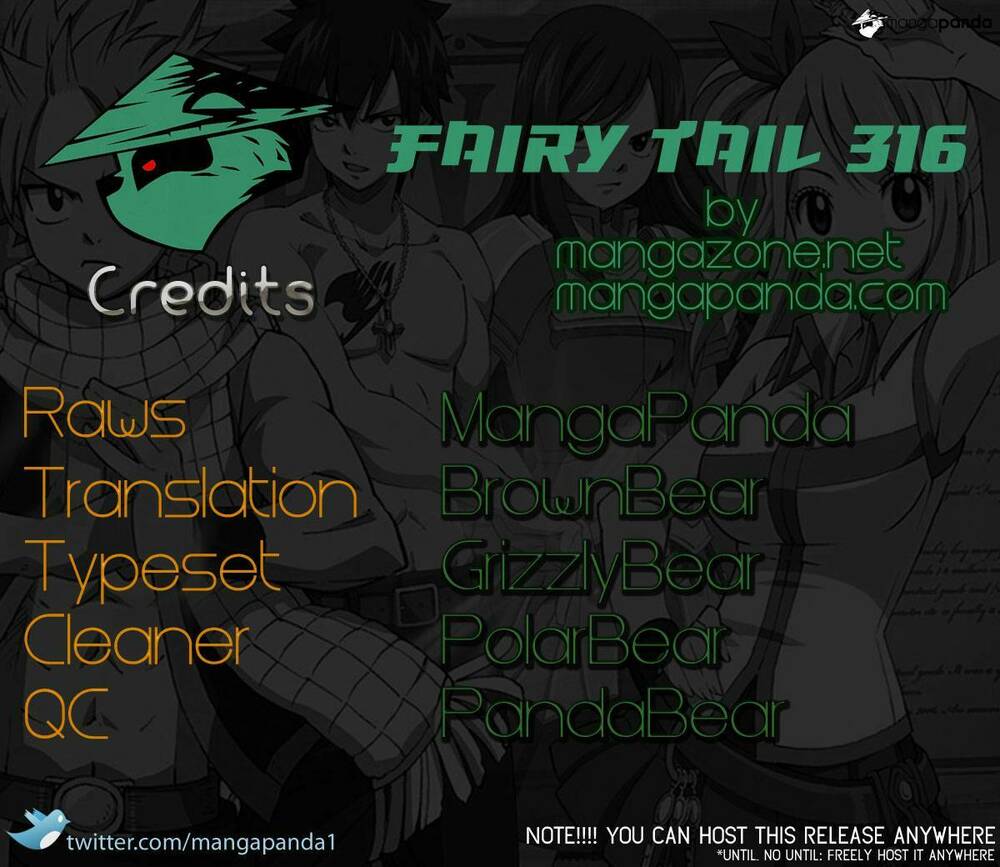 mangapanda
FAIRY TAIL 316
by
mangazone.net
mangapanda.com
Credits
Raws MangaPanda
Translation BrownBear
Typeset GrizzlyBear
Cleaner PolarBear
QC PandaBear
twitter.com/mangapanda1
NOTE!!!! YOU CAN HOST THIS RELEASE ANYWHERE
*UNTIL NO UNTIL; FREELY HOST IT ANYWHERE